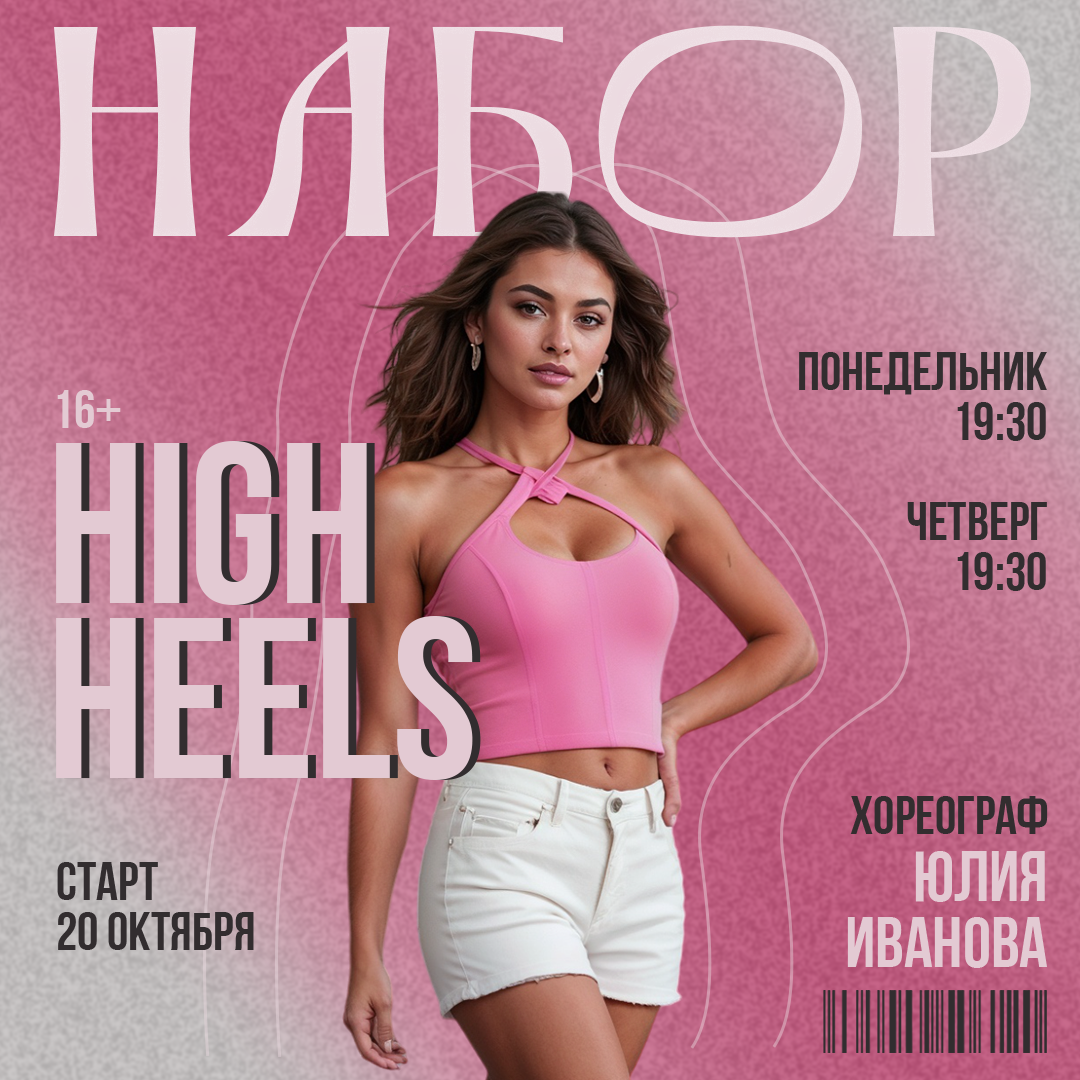 НАБОР
16+
HIGH
HEELS
ПОНЕДЕЛЬНИК
19:30
ЧЕТВЕРГ
19:30
СТАРТ
20 ОКТЯБРЯ
ХОРЕОГРАФ
ЮЛИЯ
ИВАНОВА